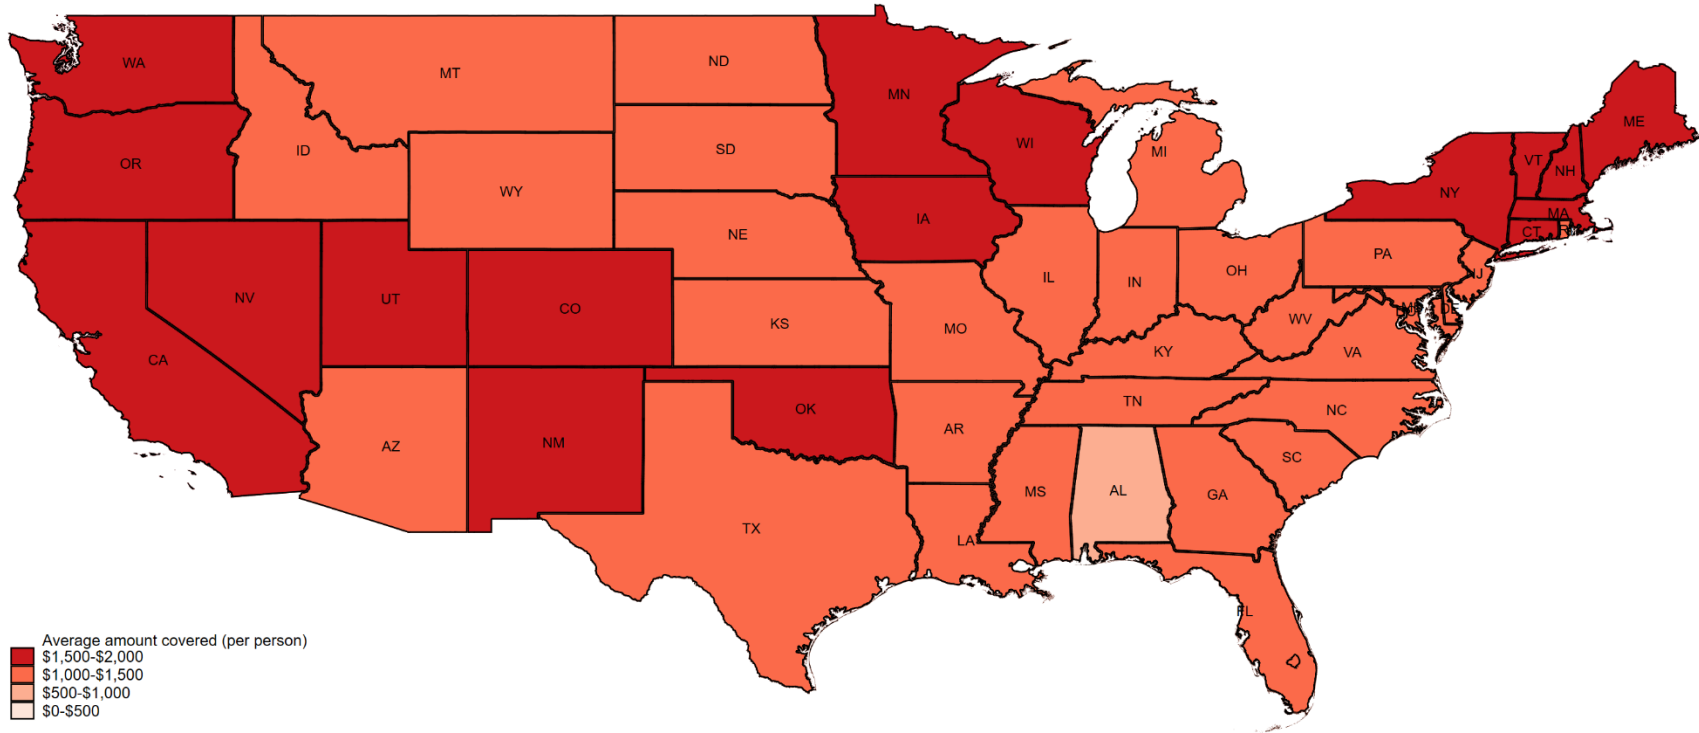 WA
MT
ND
MN
ME
OR
ID
SD
WI
MI
VT
NH
NY
WY
IA
MA
CT
NE
PA
NV
UT
CO
IL
IN
OH
NJ
KS
MO
WV
DE
CA
KY
VA
AZ
NM
OK
AR
TN
NC
SC
MS
AL
GA
TX
LA
FL
Average amount covered (per person)
$1,500-$2,000
$1,000-$1,500
$500-$1,000
$0-$500